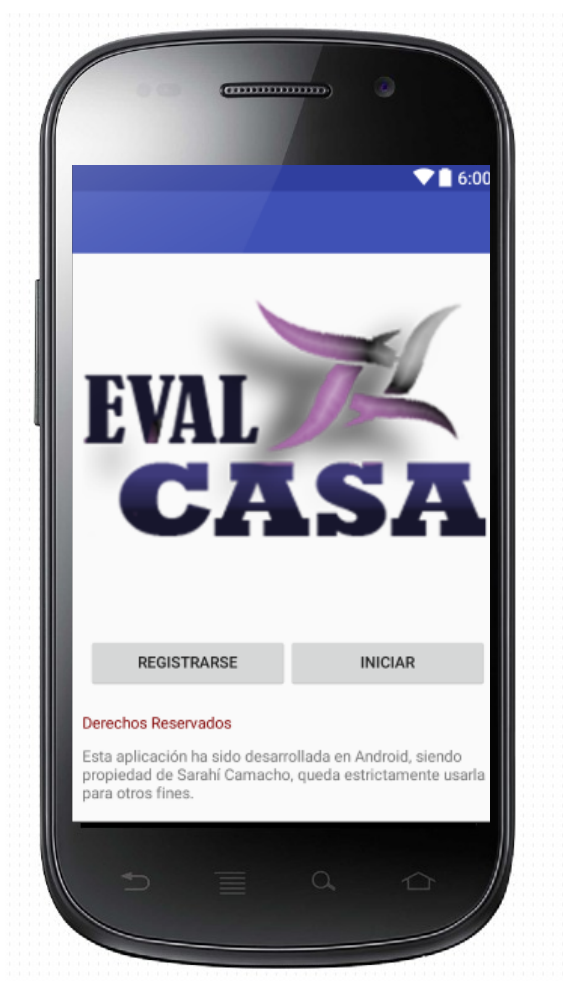 6:00
EVAL
CASA
REGISTRARSE
INICIAR
Derechos Reservados
Esta aplicación ha sido desarrollada en Android, siendo
propiedad de Sarahí Camacho, queda estrictamente usarla
para otros fines.